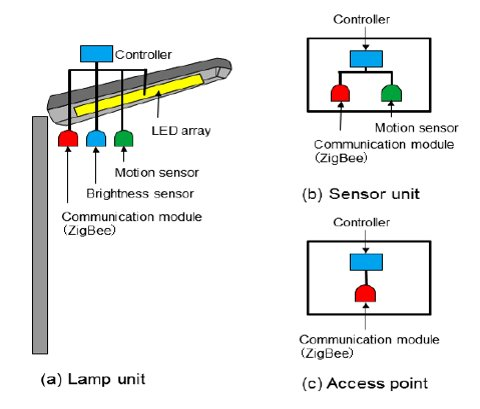 Controller
LED array
Motion sensor
Brightness sensor
Communication module
(ZigBee)
(a) Lamp unit
Controller
Motion sensor
Communication module
(ZigBee)
(b) Sensor unit
Controller
Communication module
(ZigBee)
(c) Access point